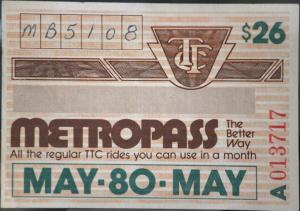 MB5108
TTC
$26
METROPASS
The
Better
Way
All the regular TTC rides you can use in a month
MAY·80·MAY
A 013717